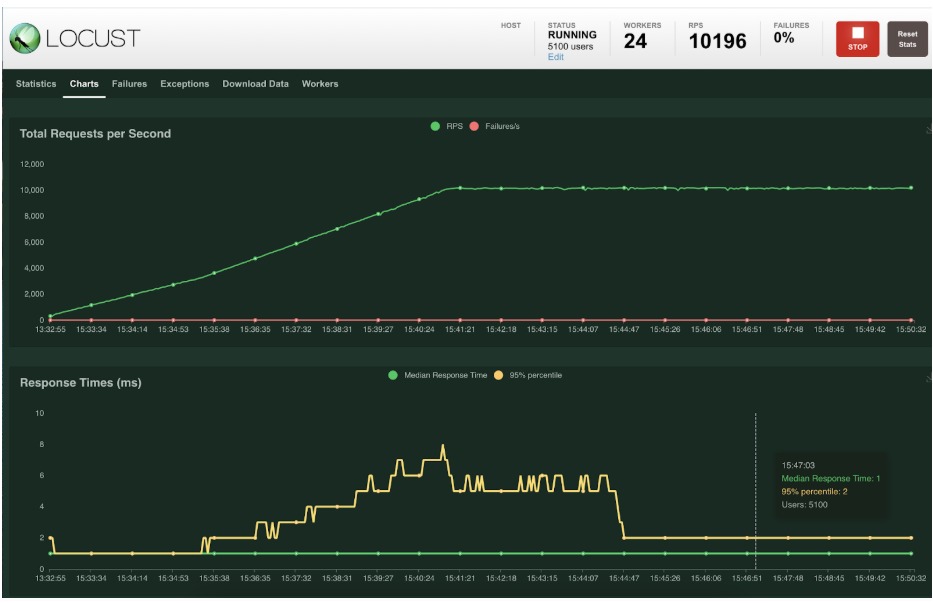 LOCUST
HOST
STATUS
RUNNING
5100 users
Edit
WORKERS
24
RPS
10196
FAILURES
0%
STOP
Reset
Stats
Statistics Charts Failures Exceptions Download Data Workers
Total Requests per Second
RPS Failures/s
12,000
10,000
8,000
6,000
4,000
2,000
0
13:32:55 15:33:34 15:34:14 15:34:53 15:35:38 15:36:35 15:37:32 15:38:31 15:39:27 15:40:24 15:41:21 15:42:18 15:43:15 15:44:07 15:44:47 15:45:26 15:46:06 15:46:51 15:47:48 15:48:45 15:49:42 15:50:32
Response Times (ms)
Median Response Time 95% percentile
10
8
6
4
2
0
15:47:03
Median Response Time: 1
95% percentile: 2
Users: 5100
13:32:55 15:33:34 15:34:14 15:34:53 15:35:38 15:36:35 15:37:32 15:38:31 15:39:27 15:40:24 15:41:21 15:42:18 15:43:15 15:44:07 15:44:47 15:45:26 15:46:06 15:46:51 15:47:48 15:48:45 15:49:42 15:50:32